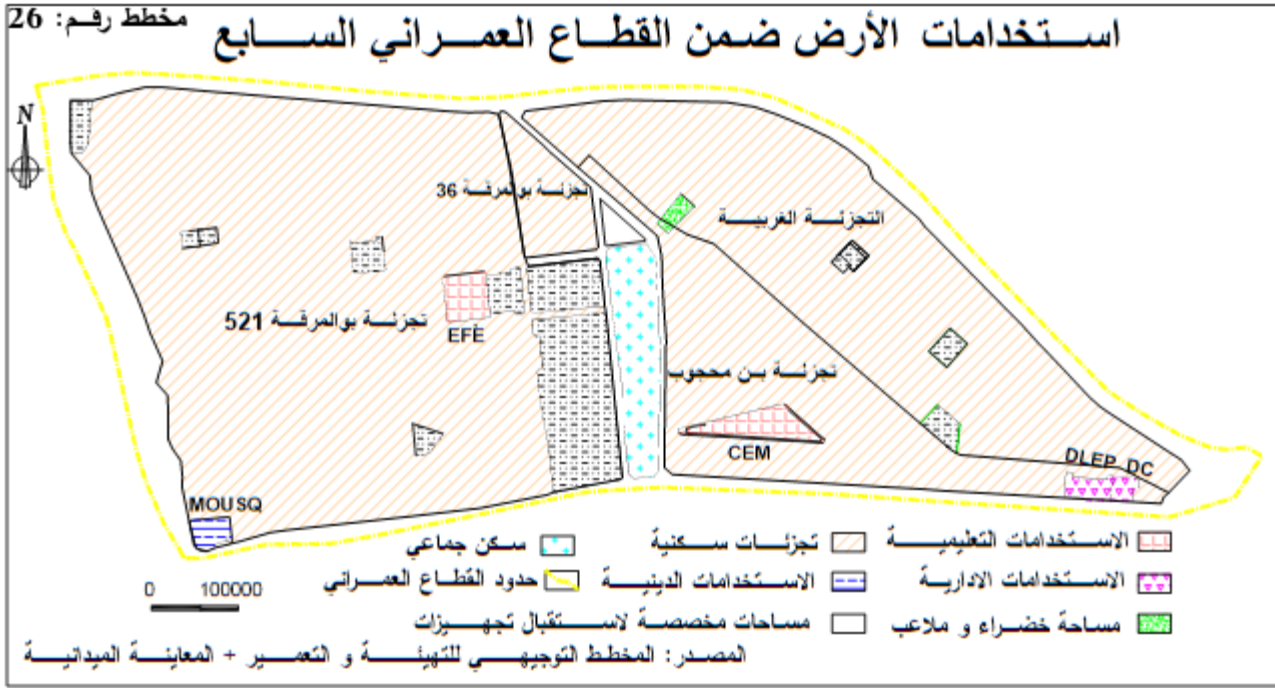 مخطط رقم: 26
استخدامات الأرض ضمن القطاع العمراني السابع
N
تجزئة بوالمرقة 36
التجزئة الغربية
تجزئة بوالمرقة 521
EFE
تجزئة بن محجوب
CEM
DLEP DC
MOUSQ
الاستخدامات التعليمية
تجزئات سكنية
سكن جماعي
الاستخدامات الادارية
الاستخدامات الدينية
حدود القطاع العمراني
مساحة خضراء و ملاعب
مساحات مخصصة لاستقبال تجهيزات
0 100000
المصدر: المخطط التوجيهي للتهيئة و التعمير + المعاينة الميدانية